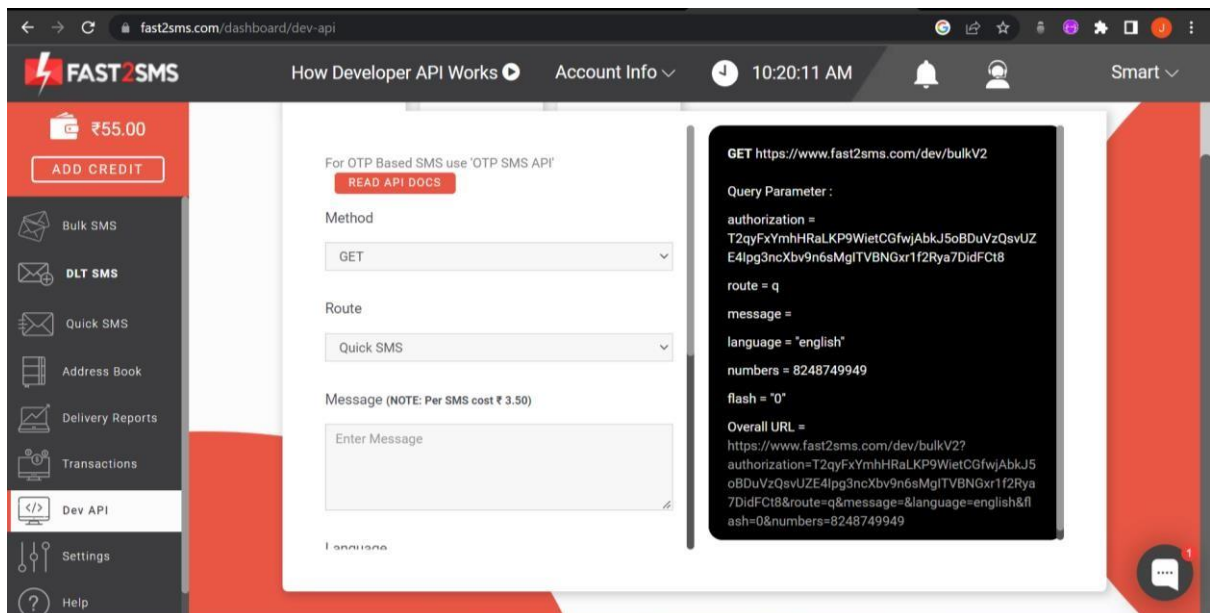 fast2sms.com/dashboard/dev-api
FAST2SMS
How Developer API Works
Account Info
10:20:11 AM
Smart
₹55.00
ADD CREDIT
Bulk SMS
DLT SMS
Quick SMS
Address Book
Delivery Reports
Transactions
Dev API
Settings
Help
For OTP Based SMS use 'OTP SMS API'
READ API DOCS
Method
GET
Route
Quick SMS
Message (NOTE: Per SMS cost ₹ 3.50)
Enter Message
Language
GET https://www.fast2sms.com/dev/bulkV2
Query Parameter :
authorization =
T2qyFxYmhHRaLKP9WietCGfwjAbkJ5oBDuVzQsvUZ
route = q
message =
language = "english"
numbers = 8248749949
flash = "0"
Overall URL =
https://www.fast2sms.com/dev/bulkV2?
authorization=T2qyFxYmhHRaLKP9WietCGfwjAbkJ5
7DidFCt8&route=q&message=&language=english&fl
ash=0&numbers=8248749949
J
1